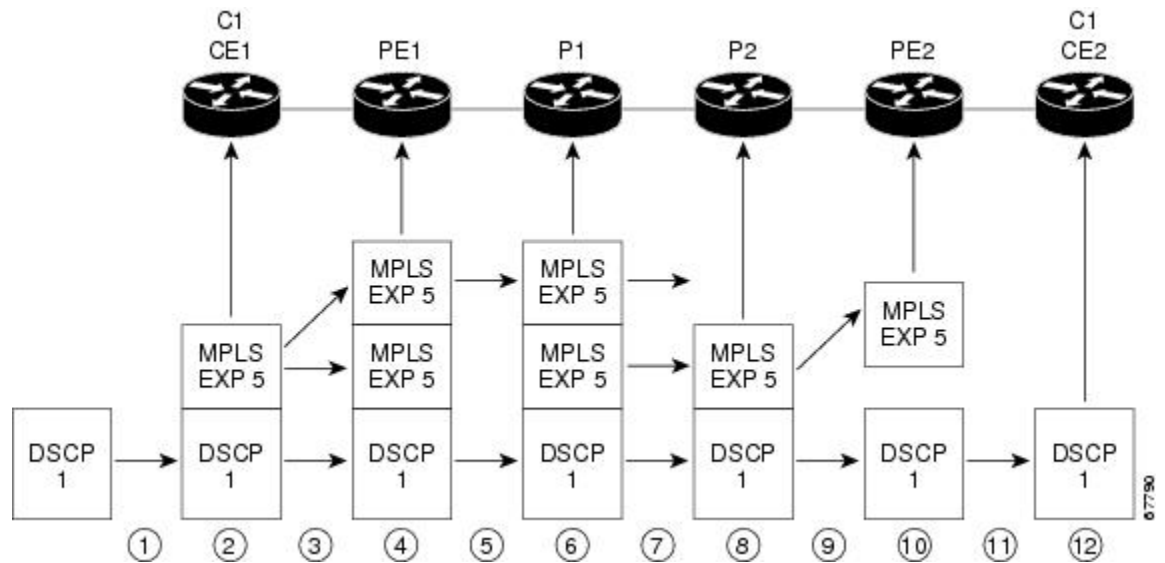 C1
CE1
PE1
P1
P2
PE2
C1
CE2
MPLS
EXP 5
MPLS
EXP 5
MPLS
EXP 5
MPLS
EXP 5
MPLS
EXP 5
MPLS
EXP 5
MPLS
EXP 5
DSCP
1
DSCP
1
DSCP
1
DSCP
1
DSCP
1
DSCP
1
DSCP
1
67790
1 2 3 4 5 6 7 8 9 10 11 12